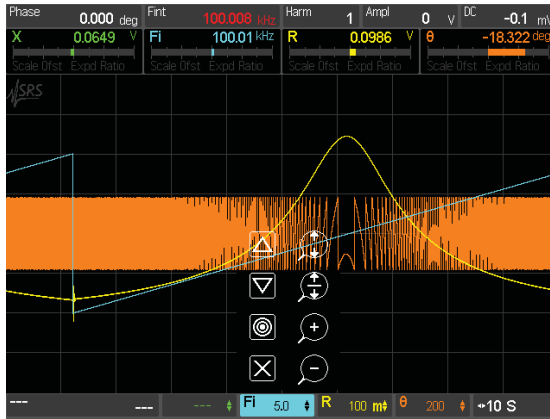 Phase 0.000 deg Fint 100.008 kHz Harm 1 Ampl 0 V DC -0.1 mV
X 0.0649 V Fi 100.01 kHz R 0.0986 V θ -18.322 deg
Scale Ofst Expd Ratio Scale Ofst Expd Ratio Scale Ofst Expd Ratio Scale Ofst Expd Ratio
SRS
--- --- --- Fi 5.0 R 100 m θ 200 10 S